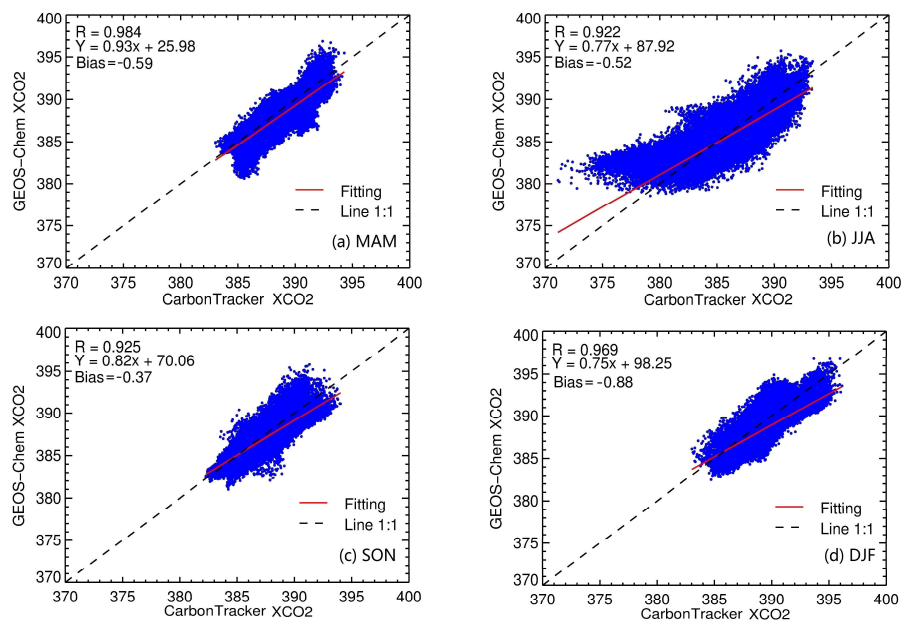 400
395
390
385
380
375
370
GEOS-Chem XCO2
R = 0.984
Y = 0.93x + 25.98
Bias=-0.59
Fitting
Line 1:1
(a) MAM
370 375 380 385 390 395 400
CarbonTracker XCO2
400
395
390
385
380
375
370
GEOS-Chem XCO2
R = 0.922
Y = 0.77x + 87.92
Bias=-0.52
Fitting
Line 1:1
(b) JJA
370 375 380 385 390 395 400
CarbonTracker XCO2
400
395
390
385
380
375
370
GEOS-Chem XCO2
R = 0.925
Y = 0.82x + 70.06
Bias=-0.37
Fitting
Line 1:1
(c) SON
370 375 380 385 390 395 400
CarbonTracker XCO2
400
395
390
385
380
375
370
GEOS-Chem XCO2
R = 0.969
Y = 0.75x + 98.25
Bias=-0.88
Fitting
Line 1:1
(d) DJF
370 375 380 385 390 395 400
CarbonTracker XCO2